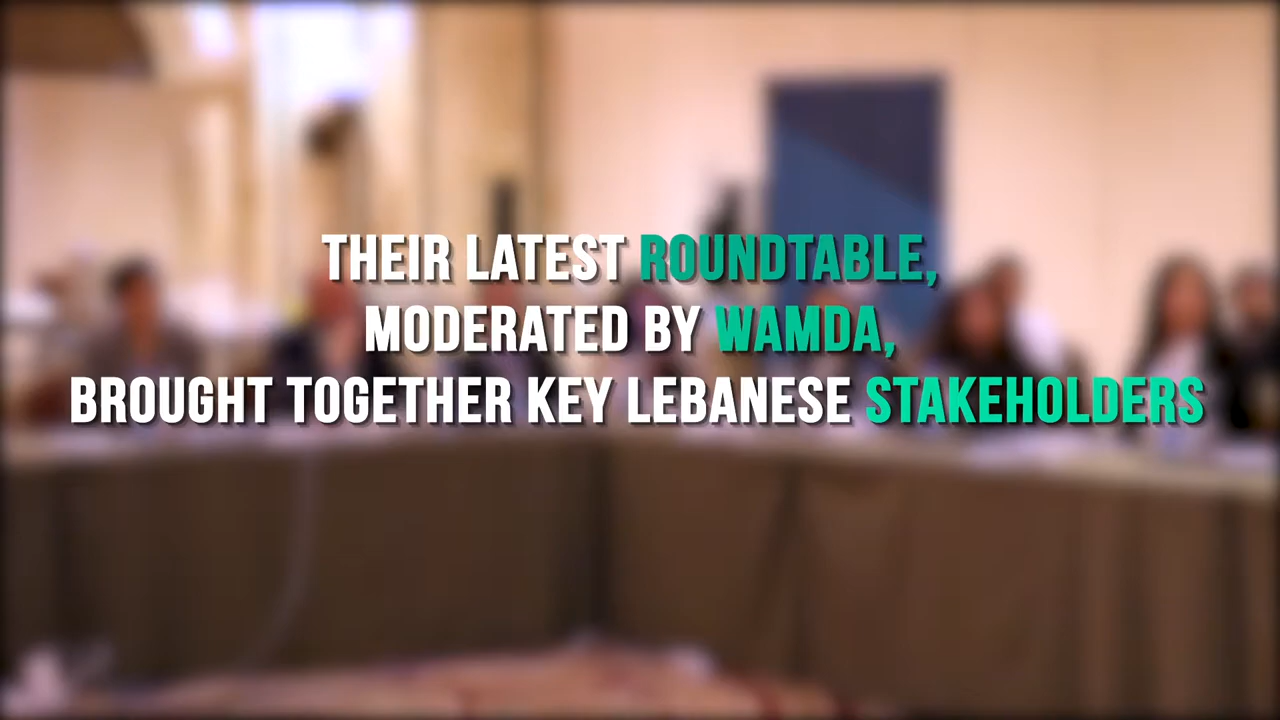 THEIR LATEST ROUNDTABLE,
MODERATED BY WAMDA,
BROUGHT TOGETHER KEY LEBANESE STAKEHOLDERS